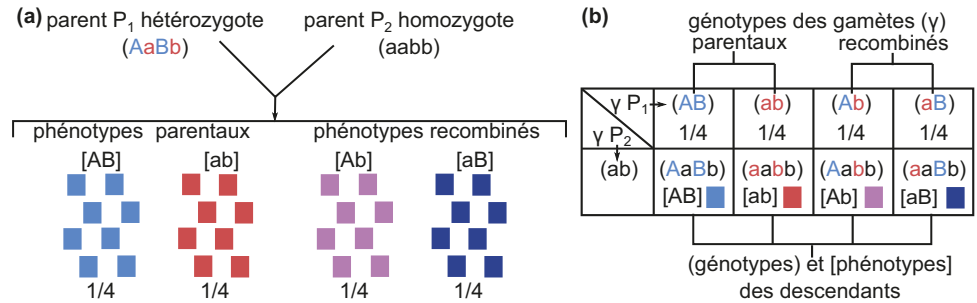 (a)
parent P₁ hétérozygote
(AaBb)
parent P₂ homozygote
(aabb)
phénotypes parentaux
phénotypes recombinés
[AB] [ab] [Ab] [aB]
1/4 1/4 1/4 1/4
(b)
génotypes des gamètes (γ)
parentaux recombinés
γ P₁ (AB) (ab) (Ab) (aB)
1/4 1/4 1/4 1/4
γ P₂
(ab) (AaBb) (aabb) (Aabb) (aaBb)
[AB] [ab] [Ab] [aB]
(génotypes) et [phénotypes]
des descendants